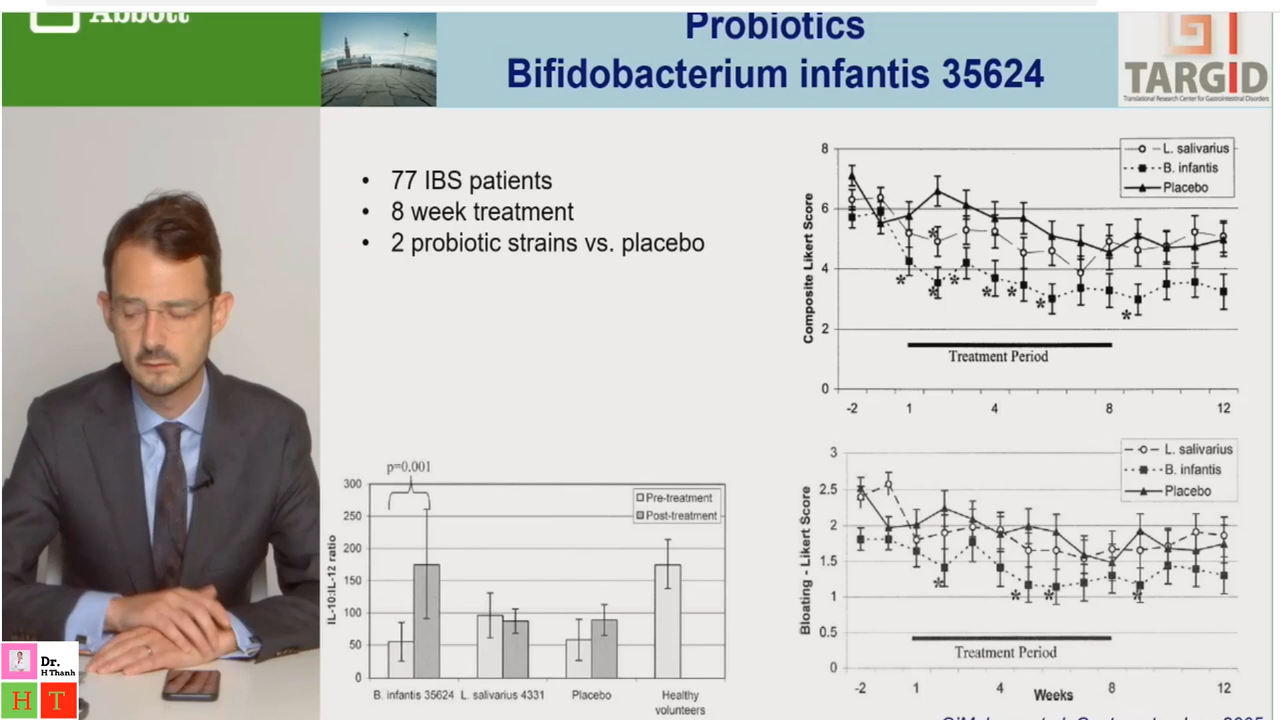 Abbott
Probiotics
Bifidobacterium infantis 35624
TARGID
Translational Research Center for Gastrointestinal Disorders
• 77 IBS patients
• 8 week treatment
• 2 probiotic strains vs. placebo
Composite Likert Score
8
6
4
2
0
L. salivarius
B. infantis
Placebo
* * * * * * * *
Treatment Period
-2 1 4 8 12
p=0.001
IL-10:IL-12 ratio
300
250
200
150
100
50
0
Pre-treatment
Post-treatment
B. infantis 35624 L. salivarius 4331 Placebo Healthy
volunteers
Bloating - Likert Score
3
2.5
2
1.5
1
0.5
0
L. salivarius
B. infantis
Placebo
* * * *
Treatment Period
-2 1 4 8 12
Weeks
Dr.
H Thanh
H T